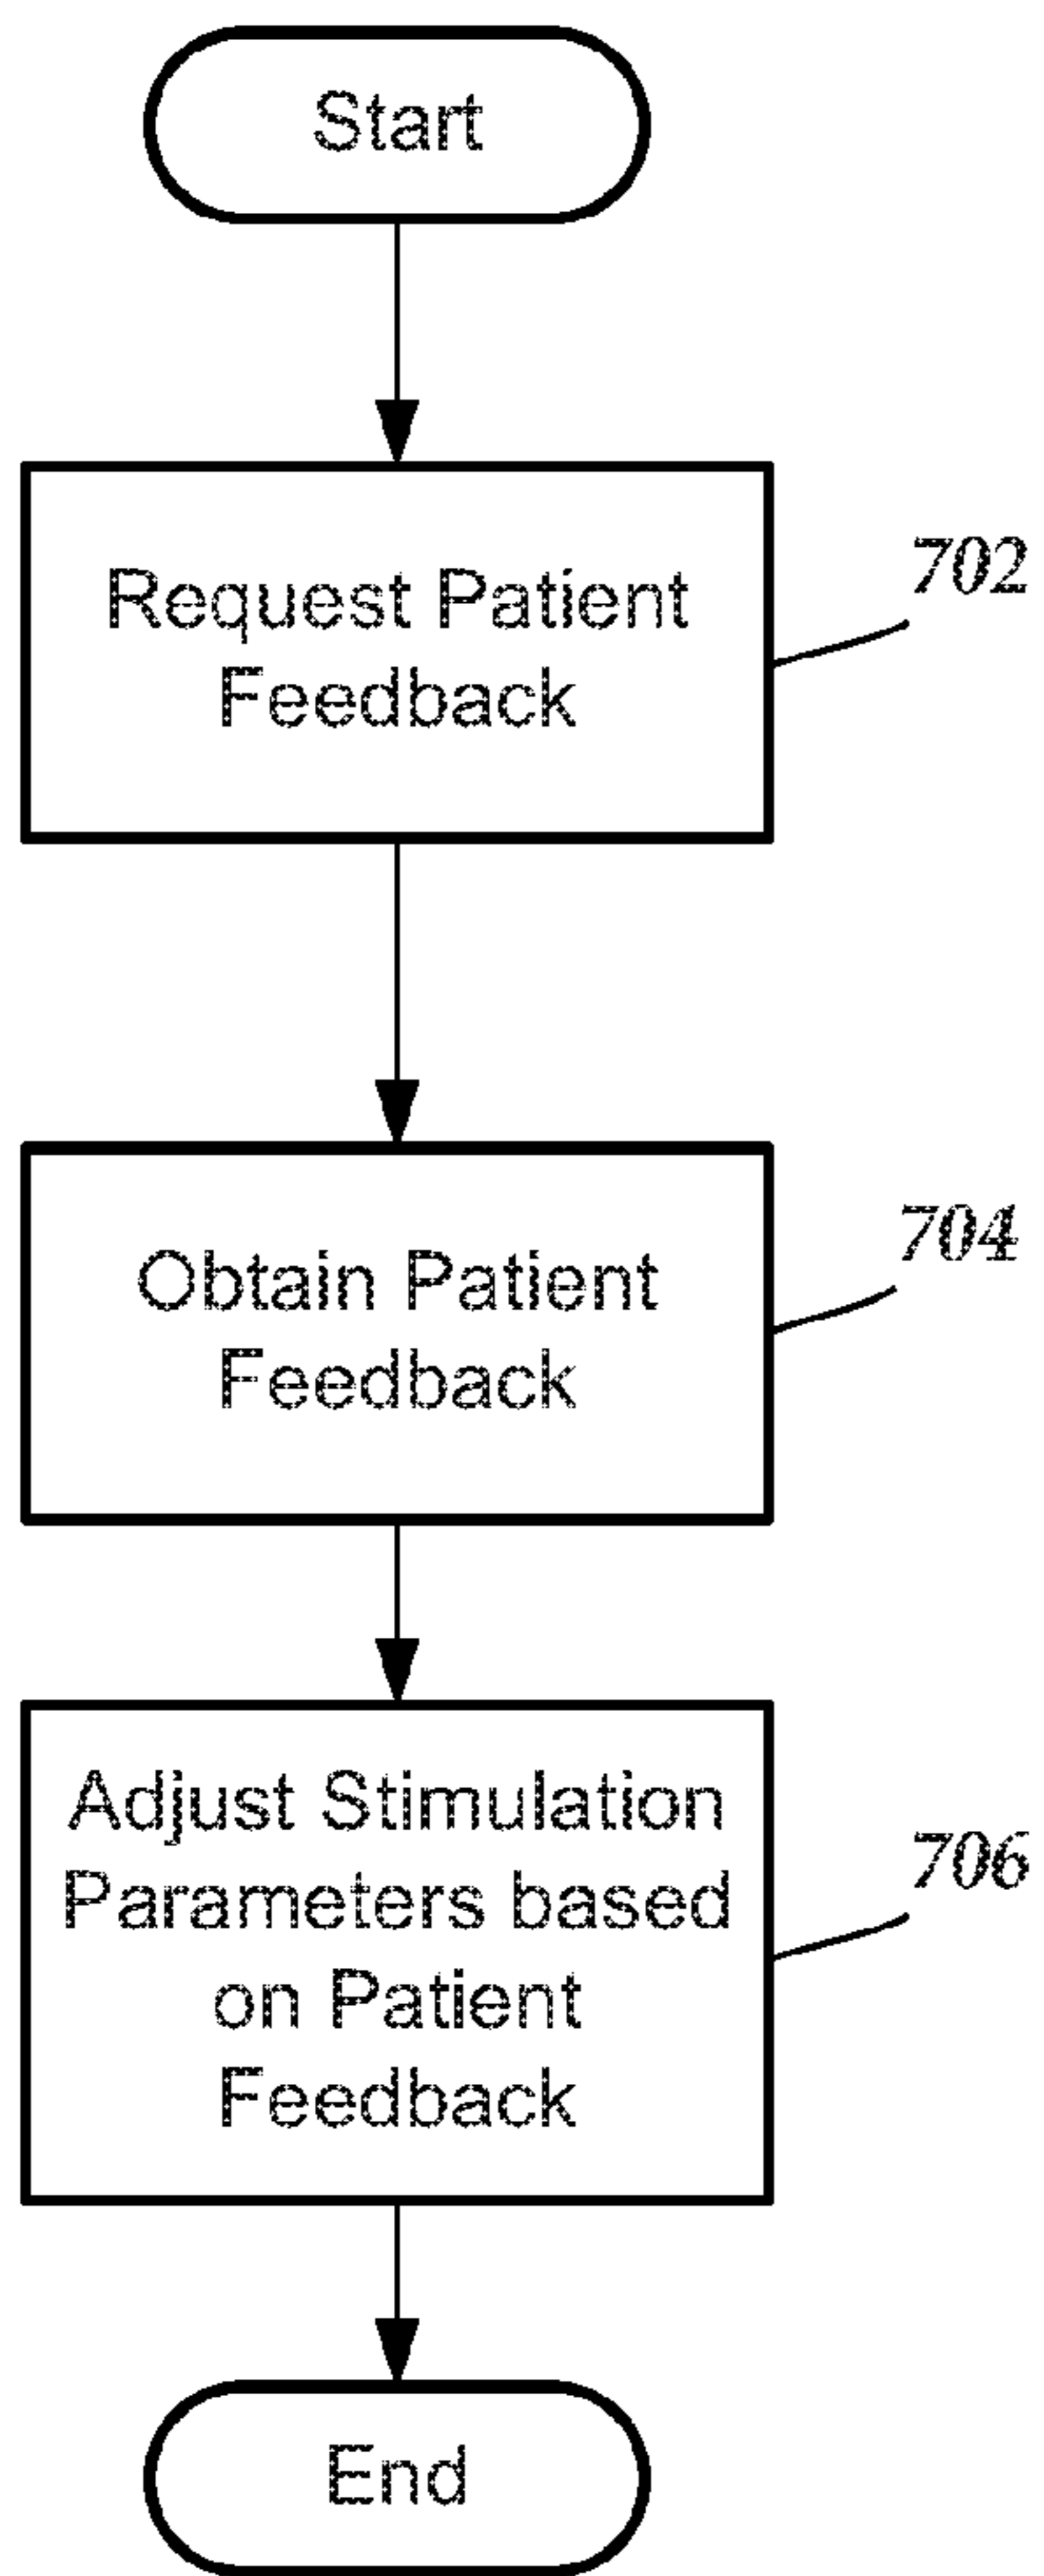 Start
Request Patient
Feedback
702
Obtain Patient
Feedback
704
Adjust Stimulation
Parameters based
on Patient
Feedback
706
End